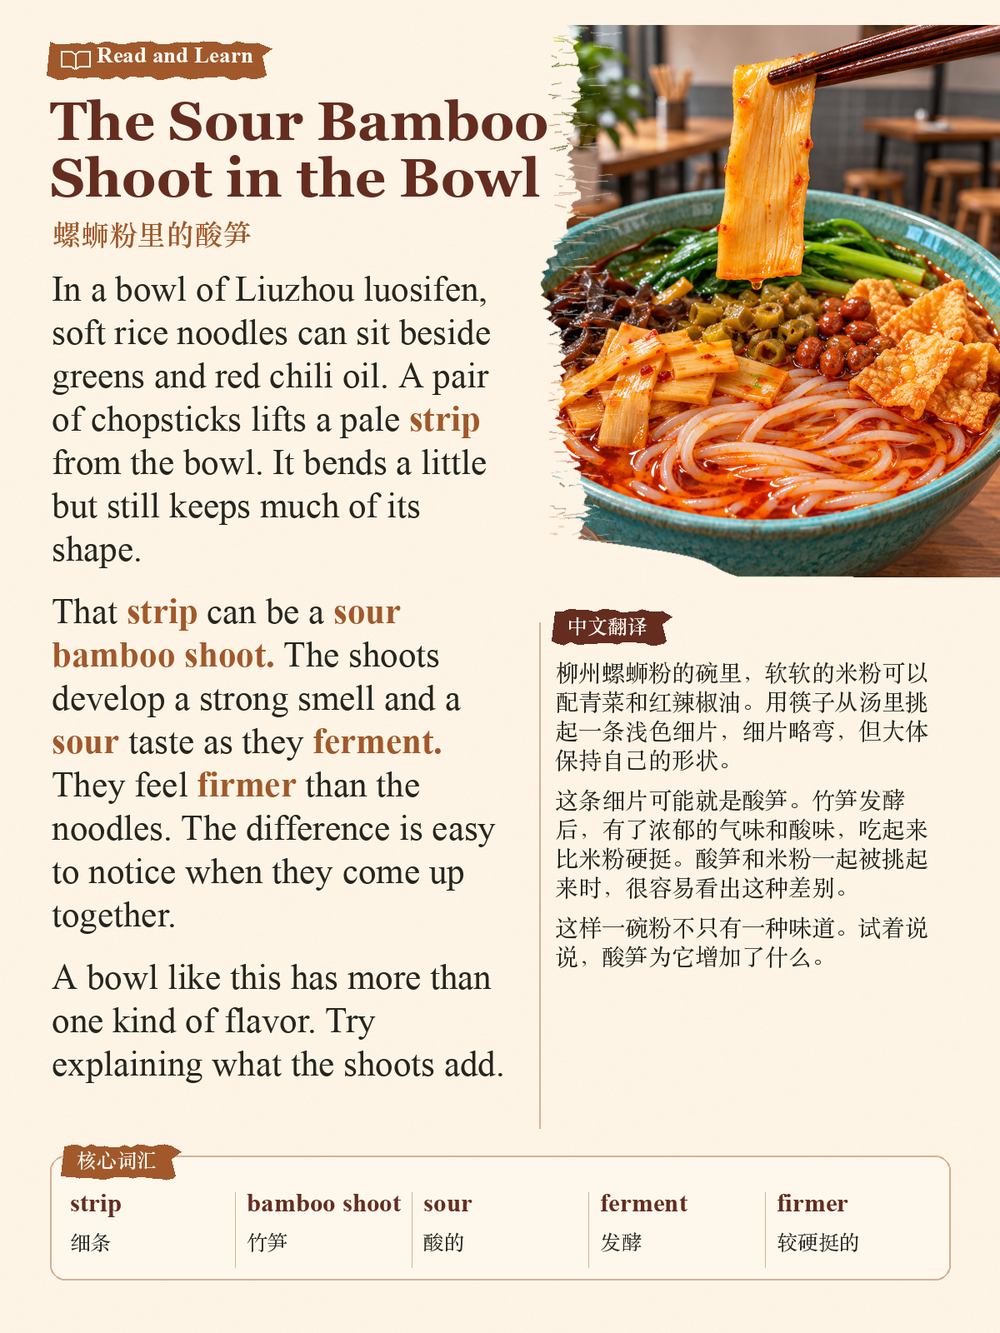 Read and Learn
The Sour Bamboo
Shoot in the Bowl
螺蛳粉里的酸笋
In a bowl of Liuzhou luosifen,
soft rice noodles can sit beside
greens and red chili oil. A pair
of chopsticks lifts a pale strip
from the bowl. It bends a little
but still keeps much of its
shape.
That strip can be a sour
bamboo shoot. The shoots
develop a strong smell and a
sour taste as they ferment.
They feel firmer than the
noodles. The difference is easy
to notice when they come up
together.
A bowl like this has more than
one kind of flavor. Try
explaining what the shoots add.
中文翻译
柳州螺蛳粉的碗里，软软的米粉可以
配青菜和红辣椒油。用筷子从汤里挑
起一条浅色细片，细片略弯，但大体
保持自己的形状。
这条细片可能就是酸笋。竹笋发酵
后，有了浓郁的气味和酸味，吃起来
比米粉硬挺。酸笋和米粉一起被挑起
来时，很容易看出这种差别。
这样一碗粉不只有一种味道。试着说
说，酸笋为它增加了什么。
核心词汇
strip
细条
bamboo shoot
竹笋
sour
酸的
ferment
发酵
firmer
较硬挺的